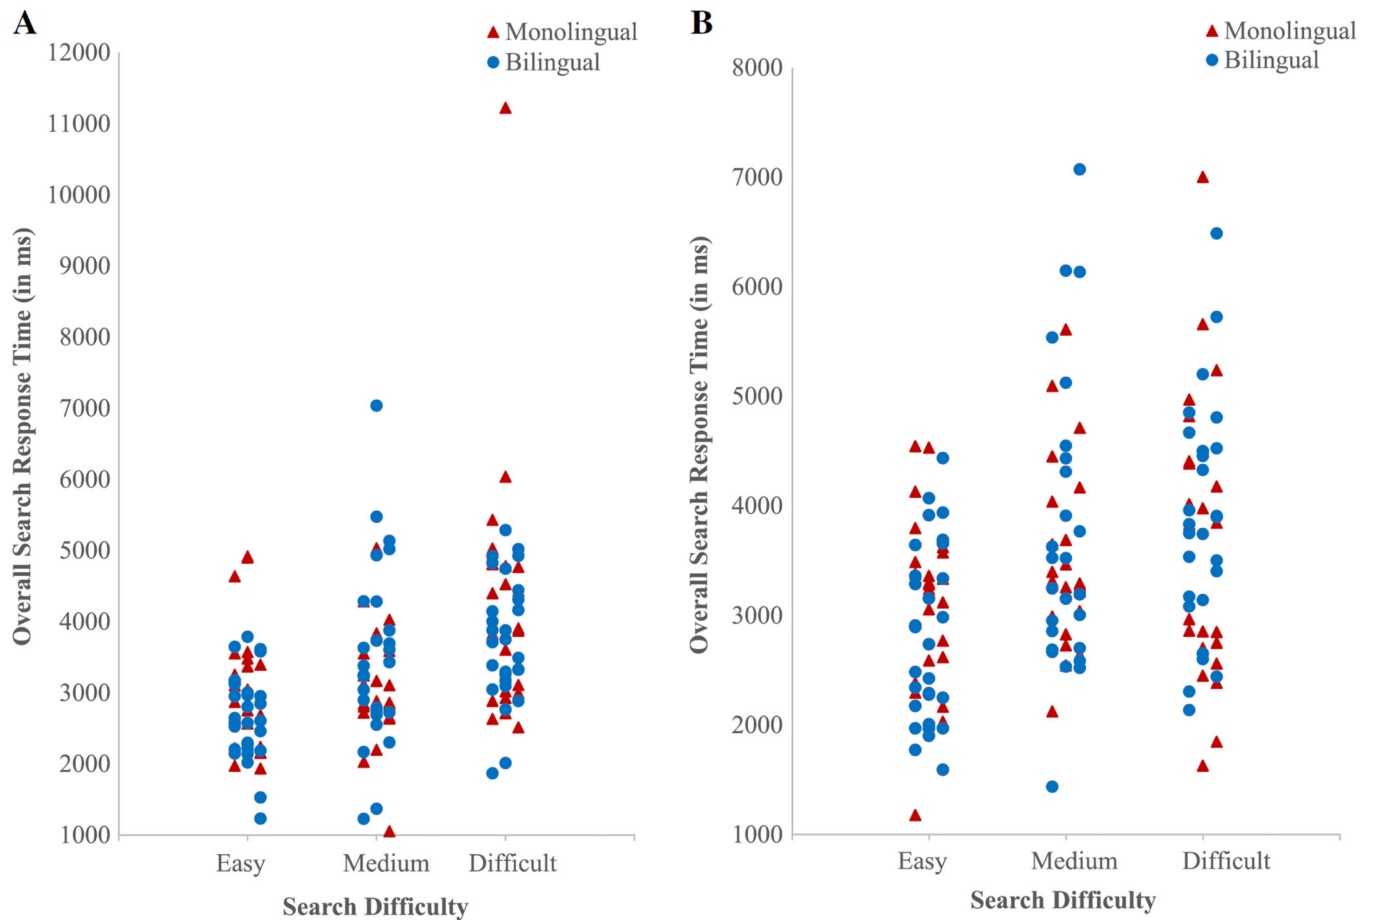 A
Monolingual
Bilingual
12000
11000
10000
9000
8000
7000
6000
5000
4000
3000
2000
1000
Overall Search Response Time (in ms)
Easy Medium Difficult
Search Difficulty
B
Monolingual
Bilingual
8000
7000
6000
5000
4000
3000
2000
1000
Overall Search Response Time (in ms)
Easy Medium Difficult
Search Difficulty